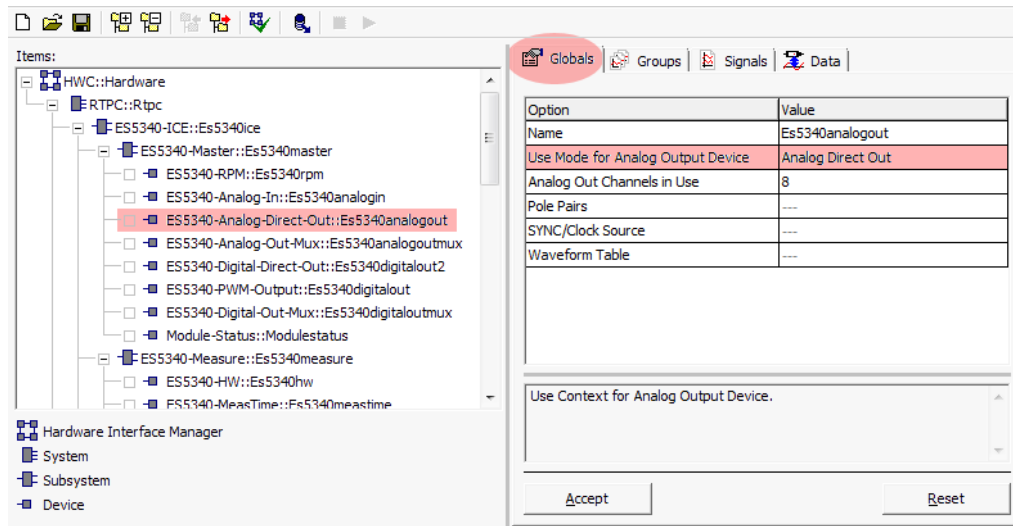 Items:
HWC::Hardware
RTPC::Rtpc
ES5340-ICE::Es5340ice
ES5340-Master::Es5340master
ES5340-RPM::Es5340rpm
ES5340-Analog-In::Es5340analogin
ES5340-Analog-Direct-Out::Es5340analogout
ES5340-Analog-Out-Mux::Es5340analogoutmux
ES5340-Digital-Direct-Out::Es5340digitalout2
ES5340-PWM-Output::Es5340digitalout
ES5340-Digital-Out-Mux::Es5340digitaloutmux
Module-Status::Modulestatus
ES5340-Measure::Es5340measure
ES5340-HW::Es5340hw
ES5340-MeasTime::Es5340meastime
Hardware Interface Manager
System
Subsystem
Device
Globals Groups Signals Data
Option Value
Name Es5340analogout
Use Mode for Analog Output Device Analog Direct Out
Analog Out Channels in Use 8
Pole Pairs ---
SYNC/Clock Source ---
Waveform Table ---
Use Context for Analog Output Device.
Accept Reset